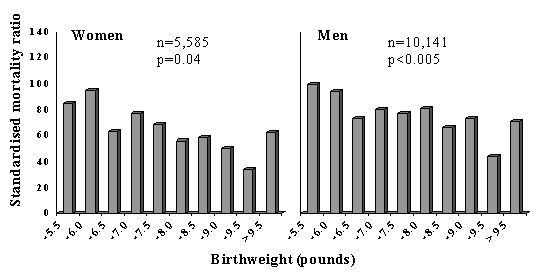 Standardised mortality ratio
140
120
100
80
60
40
20
0
Women
n=5,585
p=0.04
Men
n=10,141
p<0.005
-5.5 -6.0 -6.5 -7.0 -7.5 -8.0 -8.5 -9.0 -9.5 >9.5
-5.5 -6.0 -6.5 -7.0 -7.5 -8.0 -8.5 -9.0 -9.5 >9.5
Birthweight (pounds)